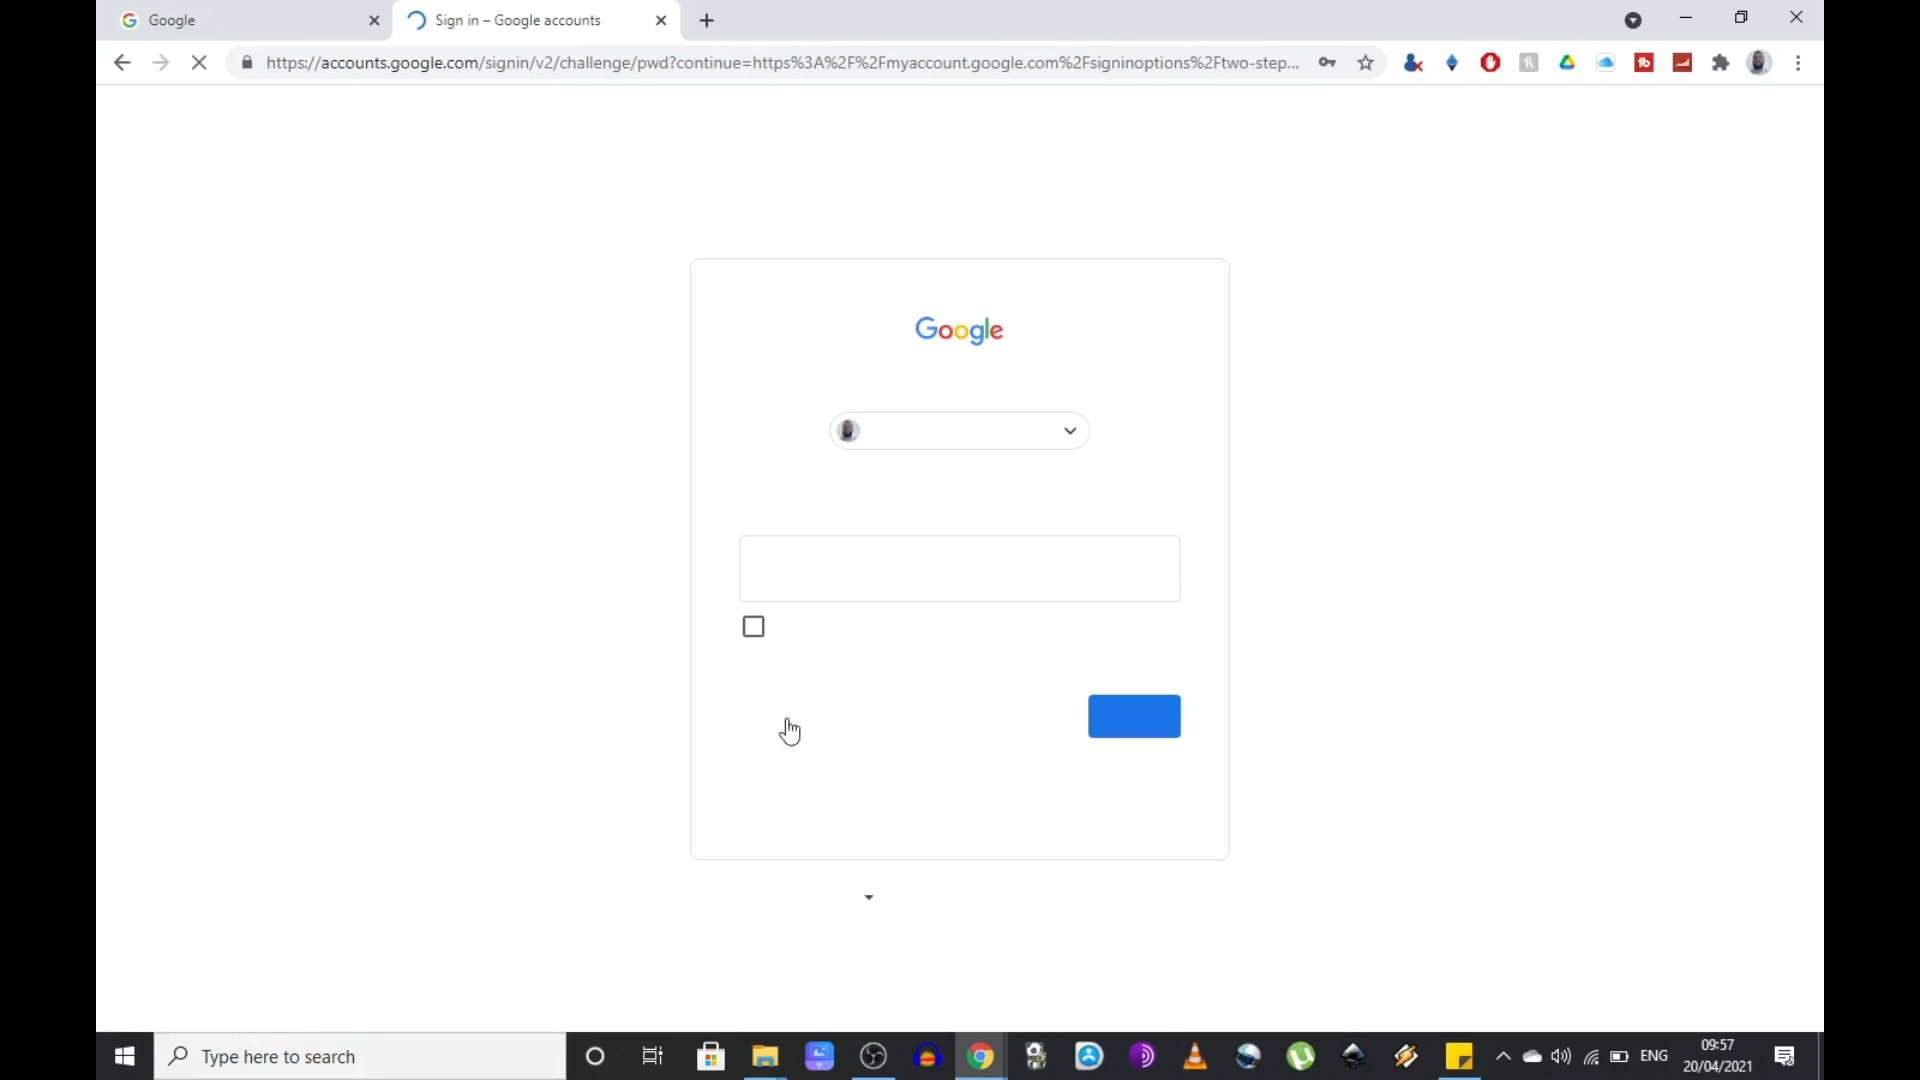 Google
Sign in – Google accounts
https://accounts.google.com/signin/v2/challenge/pwd?continue=https%3A%2F%2Fmyaccount.google.com%2Fsigninoptions%2Ftwo-step...
Google
Type here to search
ENG
09:57
20/04/2021